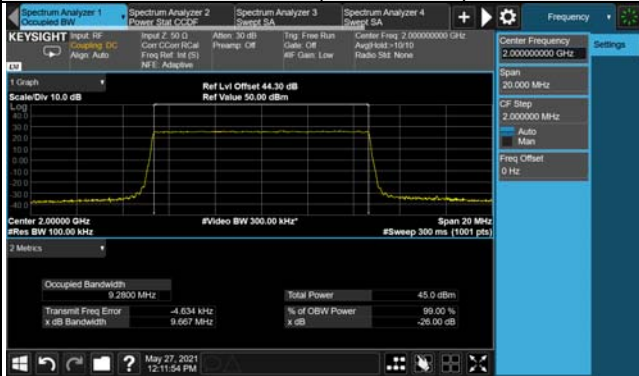 Spectrum Analyzer 1
Occupied BW
Spectrum Analyzer 2
Power Stat CCDF
Spectrum Analyzer 3
Swept SA
Spectrum Analyzer 4
Swept SA
Frequency
KEYSIGHT
Input: RF
Coupling: DC
Align: Auto
Input Z: 50 Ω
Corr CCorr RCal
Freq Ref: Int (S)
NFE: Adaptive
Atten: 30 dB
Preamp: Off
Trig: Free Run
Gate: Off
#IF Gain: Low
Center Freq: 2.000000000 GHz
Avg|Hold:>10/10
Radio Std: None
LM
1 Graph
Scale/Div 10.0 dB
Ref Lvl Offset 44.30 dB
Ref Value 50.00 dBm
Log
40.0
30.0
20.0
10.0
0.00
-10.0
-20.0
-30.0
-40.0
Center 2.00000 GHz
#Res BW 100.00 kHz
#Video BW 300.00 kHz*
Span 20 MHz
#Sweep 300 ms (1001 pts)
2 Metrics
Occupied Bandwidth
9.2800 MHz
Total Power 45.0 dBm
Transmit Freq Error -4.634 kHz
% of OBW Power 99.00 %
x dB Bandwidth 9.667 MHz
x dB -26.00 dB
Center Frequency
2.000000000 GHz
Settings
Span
20.000 MHz
CF Step
2.000000 MHz
Auto
Man
Freq Offset
0 Hz
?
May 27, 2021
12:11:54 PM